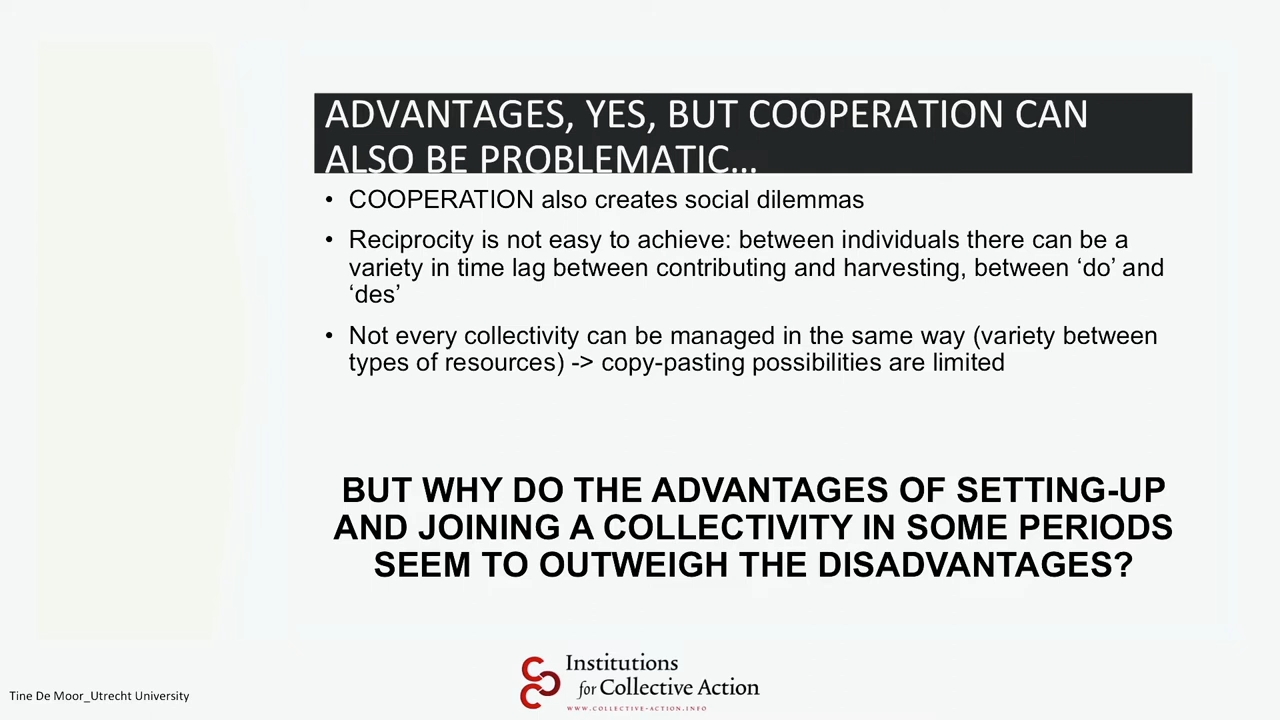 ADVANTAGES, YES, BUT COOPERATION CAN
ALSO BE PROBLEMATIC...
• COOPERATION also creates social dilemmas
• Reciprocity is not easy to achieve: between individuals there can be a
variety in time lag between contributing and harvesting, between ‘do’ and
‘des’
• Not every collectivity can be managed in the same way (variety between
types of resources) -> copy-pasting possibilities are limited
BUT WHY DO THE ADVANTAGES OF SETTING-UP
AND JOINING A COLLECTIVITY IN SOME PERIODS
SEEM TO OUTWEIGH THE DISADVANTAGES?
Institutions
for Collective Action
WWW.COLLECTIVE-ACTION.INFO
Tine De Moor_Utrecht University